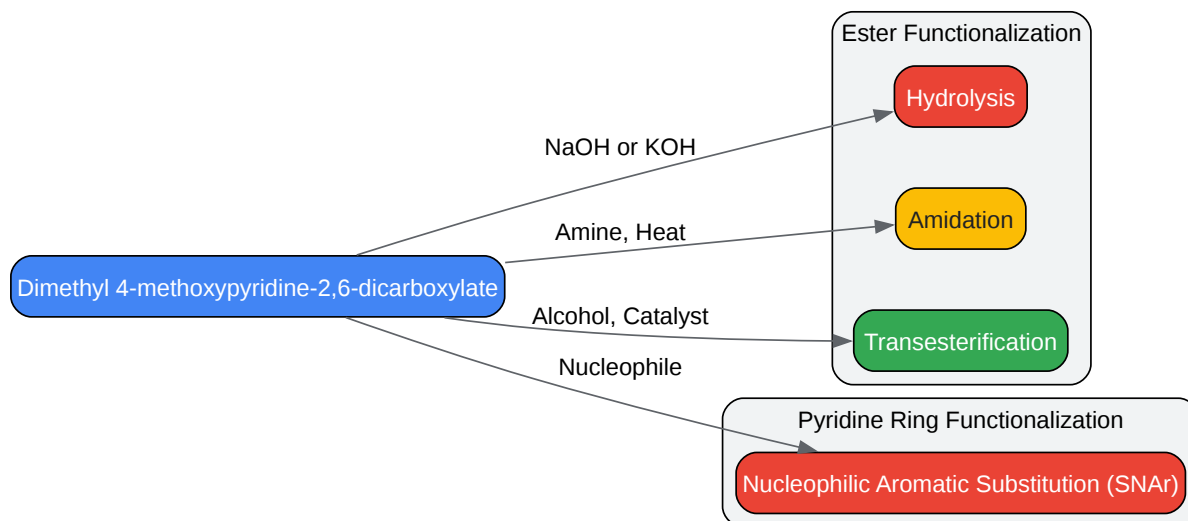 Ester Functionalization
Hydrolysis
NaOH or KOH
Amidation
Amine, Heat
Dimethyl 4-methoxypyridine-2,6-dicarboxylate
Alcohol, Catalyst
Transesterification
Nucleophile
Pyridine Ring Functionalization
Nucleophilic Aromatic Substitution (SNAr)